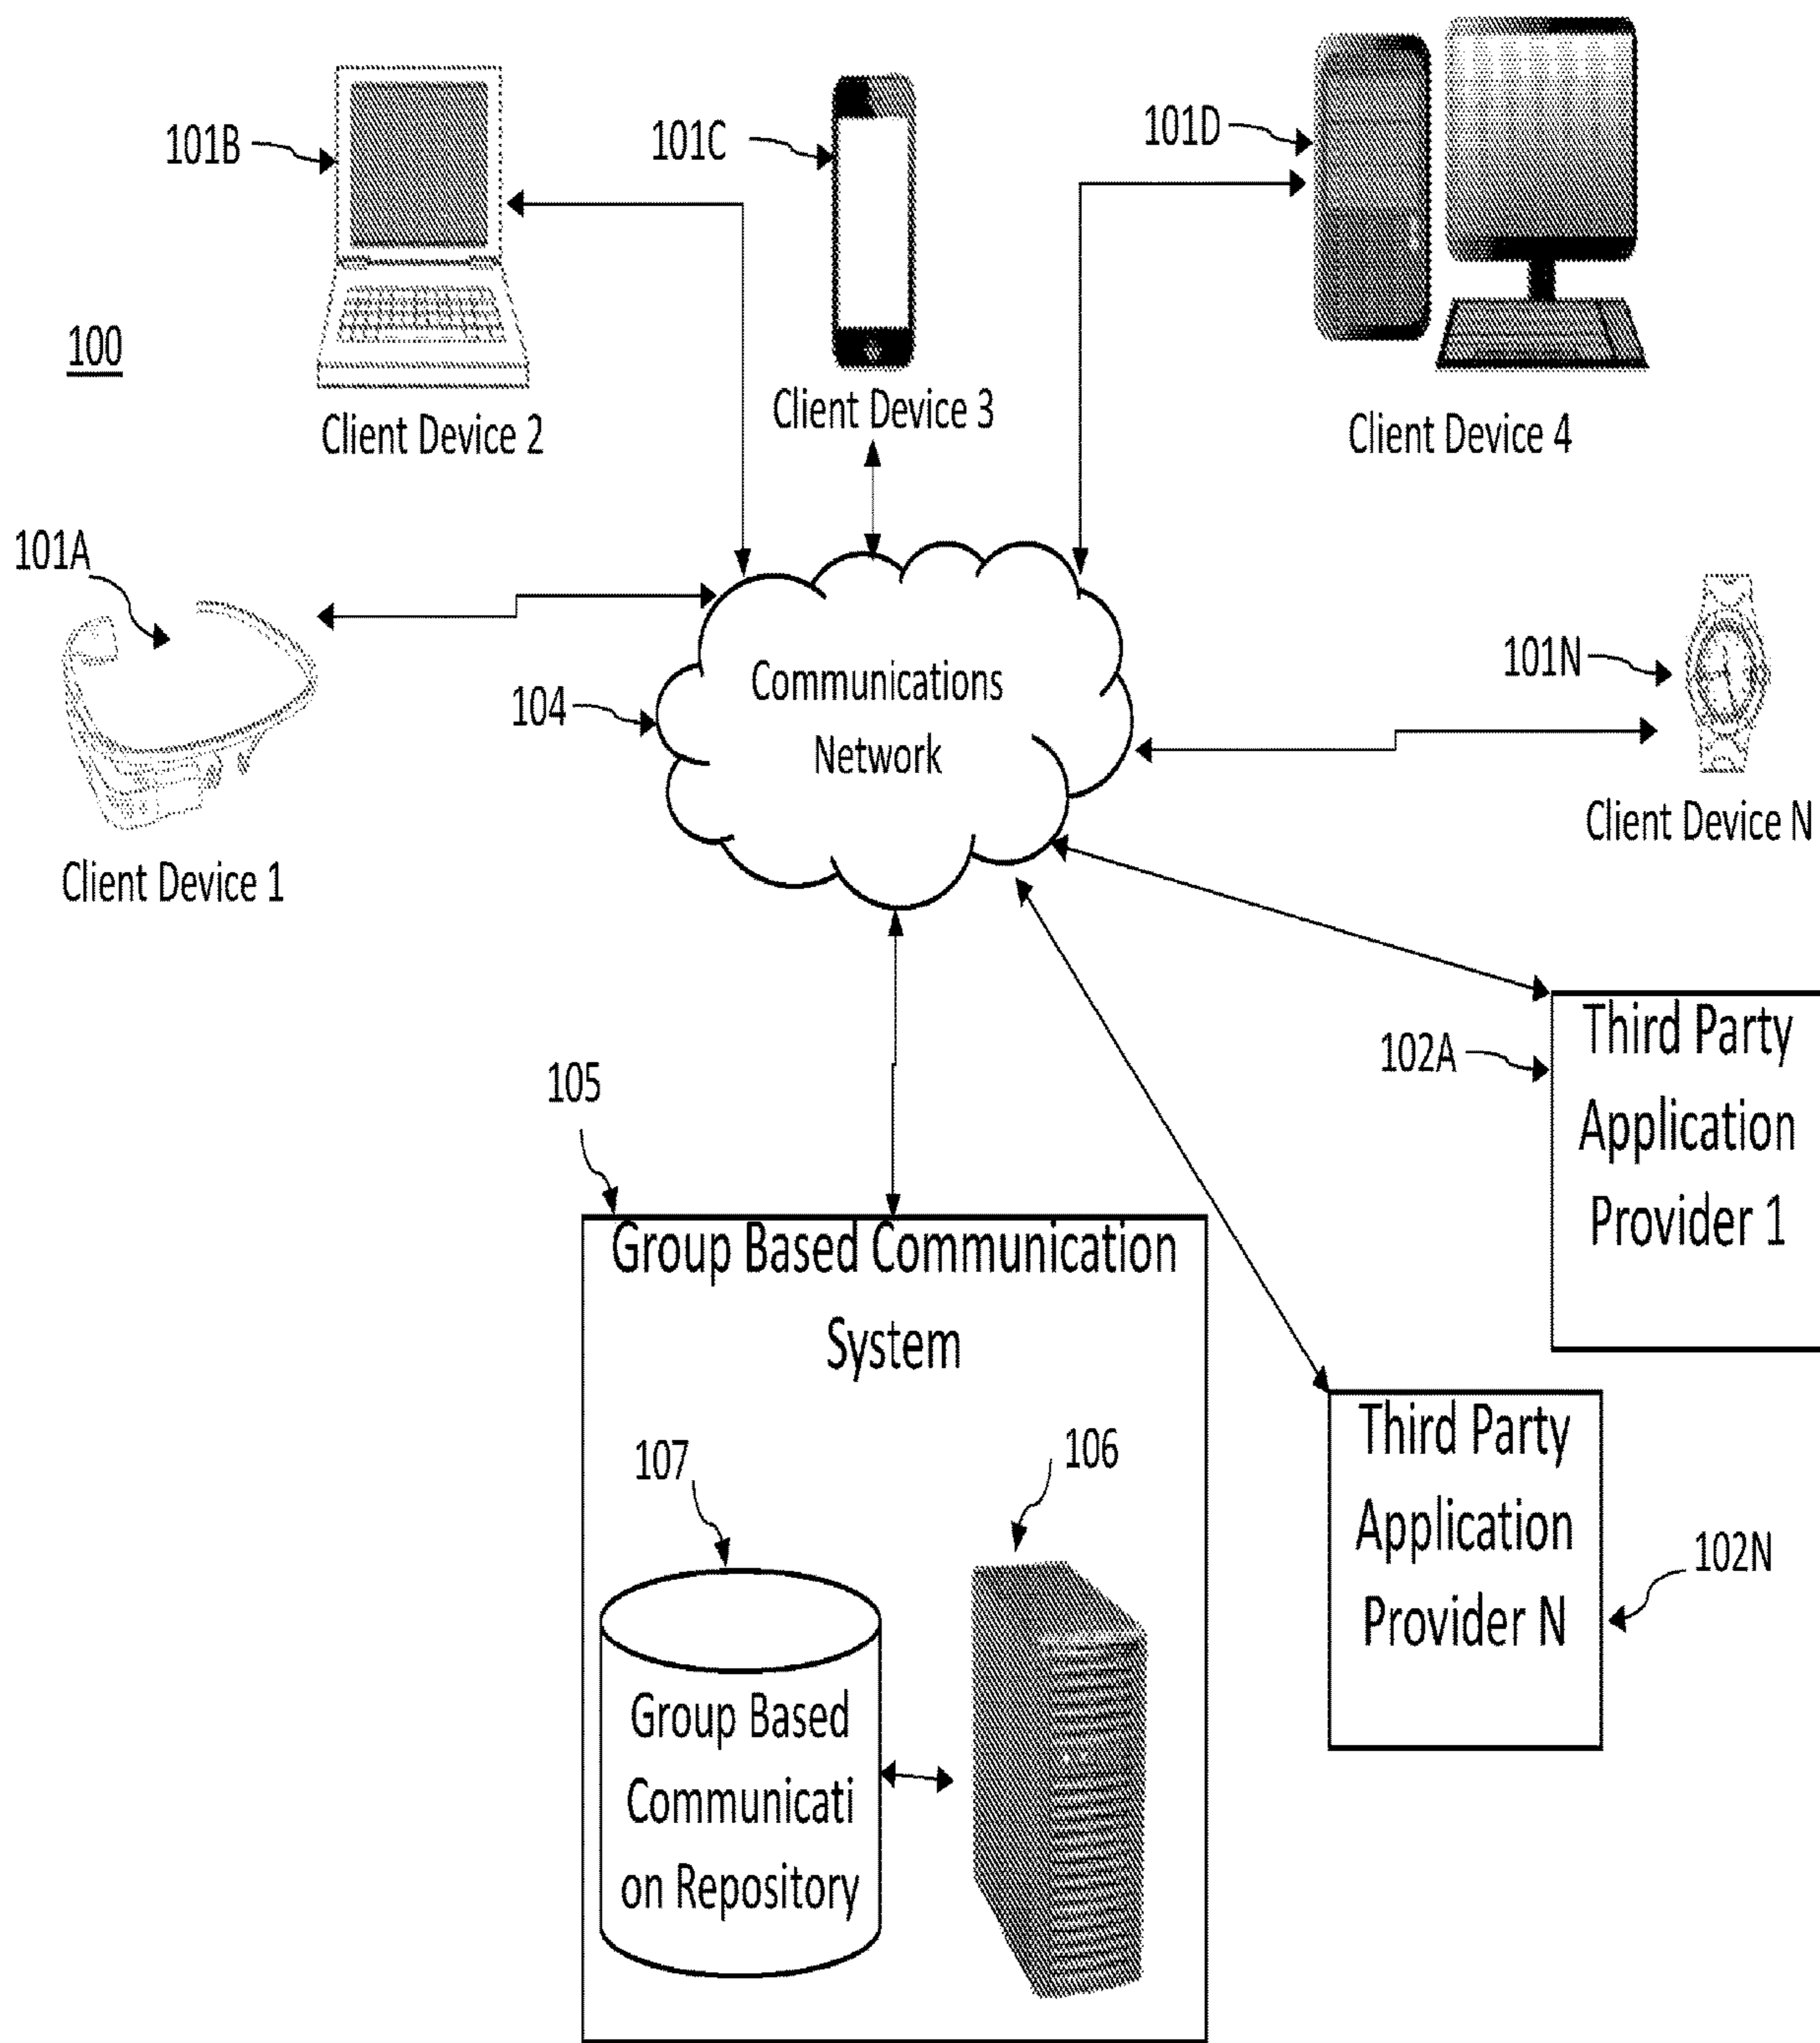 101B
101C
101D
100
Client Device 2
Client Device 3
Client Device 4
101A
Communications
Network
104
101N
Client Device 1
Client Device N
105
102A
Third Party
Application
Provider 1
Group Based Communication
System
107
106
Third Party
Application
Provider N
102N
Group Based
Communicati
on Repository